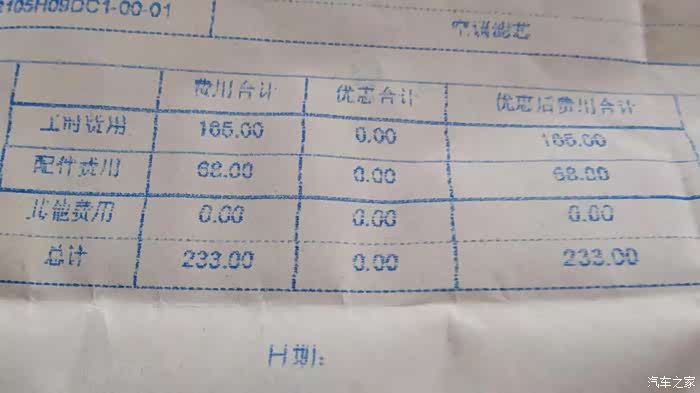 2105H09DC1-00-01 空调滤芯
费用合计 优惠合计 优惠后费用合计
工时费用 165.00 0.00 165.00
配件费用 68.00 0.00 68.00
其他费用 0.00 0.00 0.00
总计 233.00 0.00 233.00
日期:
汽车之家